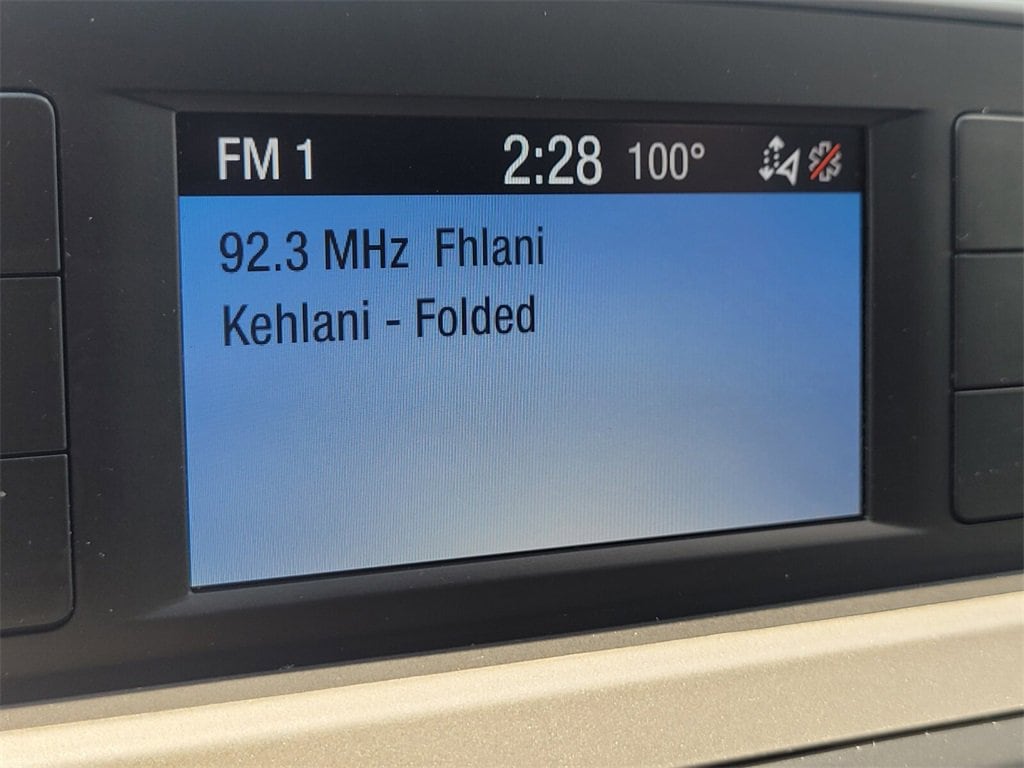 FM 1 2:28 100°
92.3 MHz Fhlani
Kehlani - Folded